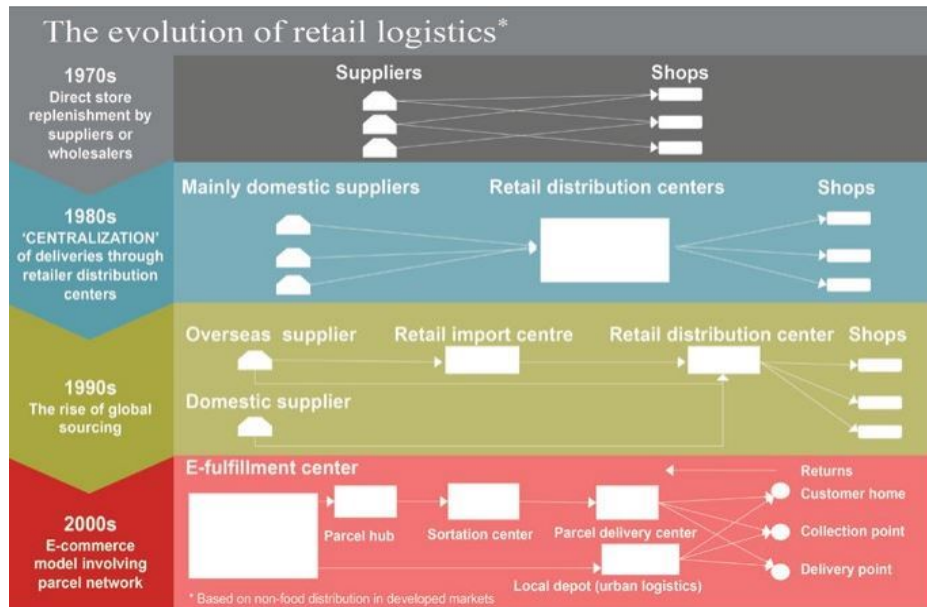 The evolution of retail logistics*
1970s
Direct store
replenishment by
suppliers or
wholesalers
Suppliers
Shops
1980s
‘CENTRALIZATION’
of deliveries through
retailer distribution
centers
Mainly domestic suppliers
Retail distribution centers
Shops
1990s
The rise of global
sourcing
Overseas supplier
Retail import centre
Retail distribution center
Shops
Domestic supplier
2000s
E-commerce
model involving
parcel network
E-fulfillment center
Parcel hub
Sortation center
Parcel delivery center
Local depot (urban logistics)
Returns
Customer home
Collection point
Delivery point
* Based on non-food distribution in developed markets